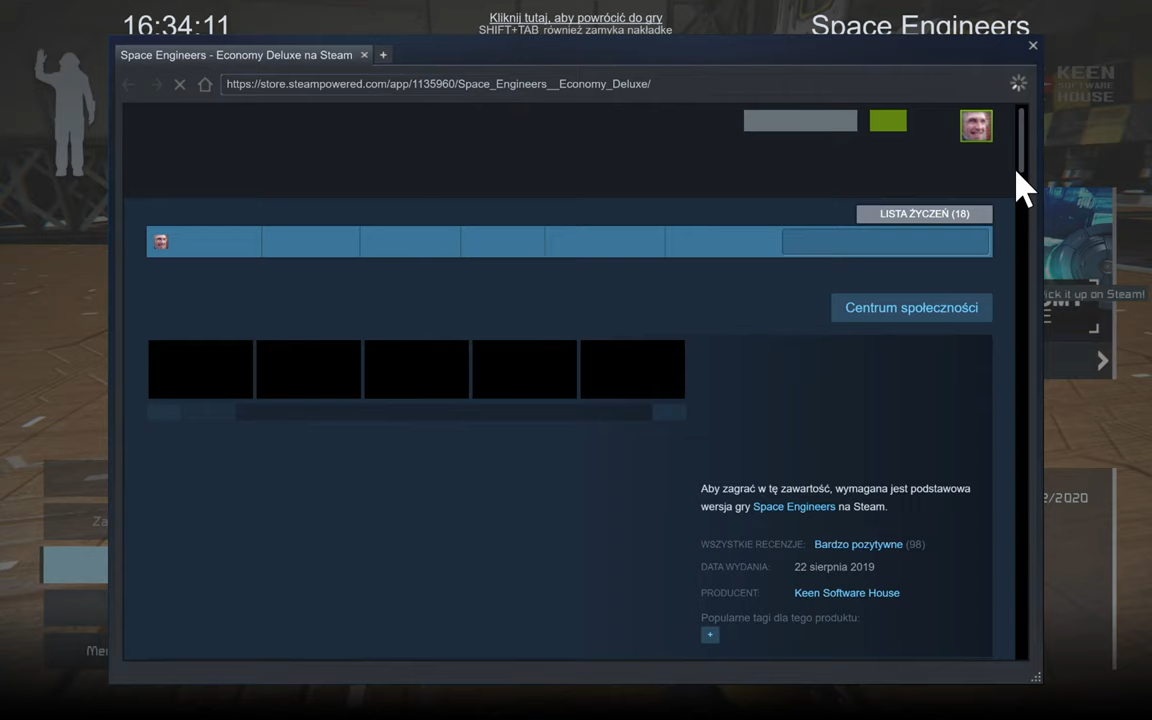 16:34:11
Kliknij tutaj, aby powrócić do gry
SHIFT+TAB również zamyka nakładkę
Space Engineers
Space Engineers - Economy Deluxe na Steam
https://store.steampowered.com/app/1135960/Space_Engineers__Economy_Deluxe/
KEEN
SOFTWARE
HOUSE
LISTA ŻYCZEŃ (18)
Centrum społeczności
ick it up on Steam!
Aby zagrać w tę zawartość, wymagana jest podstawowa
wersja gry Space Engineers na Steam.
WSZYSTKIE RECENZJE: Bardzo pozytywne (98)
DATA WYDANIA: 22 sierpnia 2019
PRODUCENT: Keen Software House
Popularne tagi dla tego produktu:
+
2/2020
Za
Me